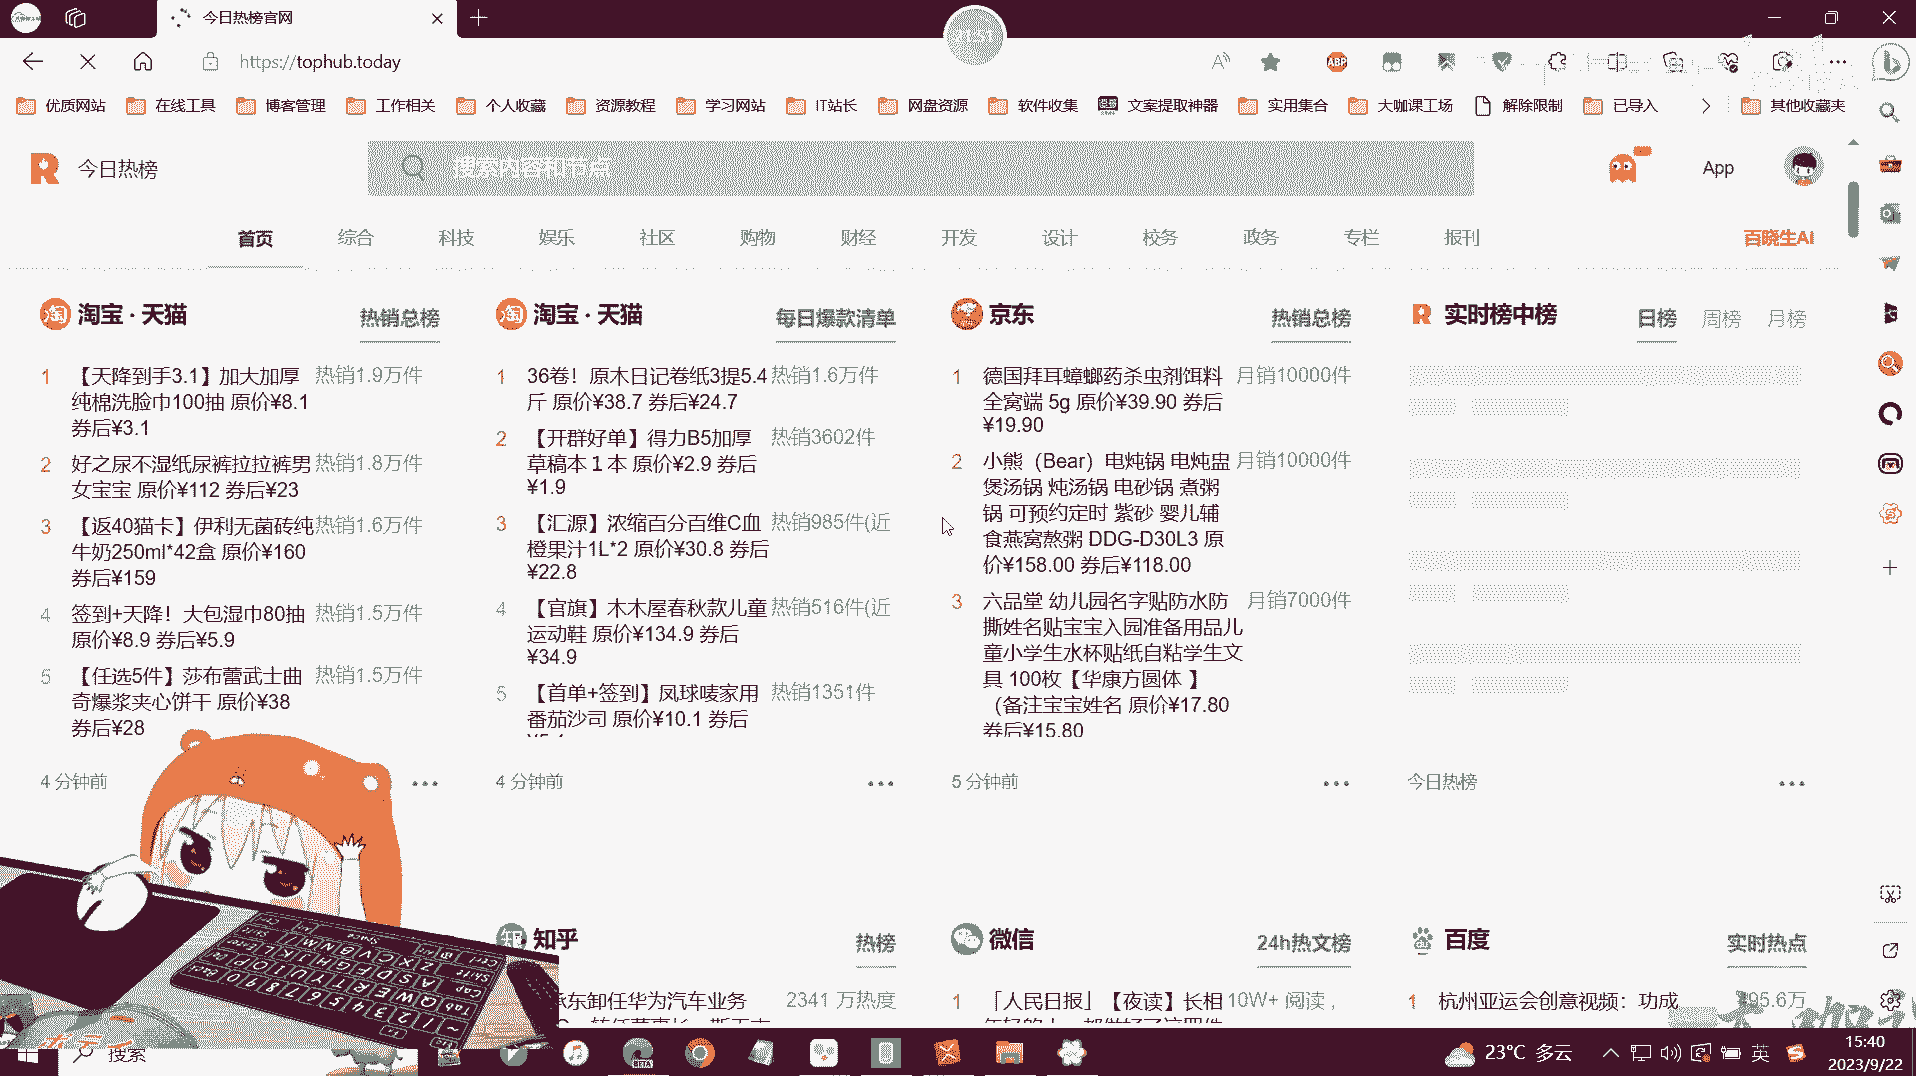 今日热榜官网
https://tophub.today
ABP
优质网站 在线工具 博客管理 工作相关 个人收藏 资源教程 学习网站 IT站长 网盘资源 软件收集 文案提取神器 实用集合 大咖课工场 解除限制 已导入 其他收藏夹
今日热榜
搜索内容和节点
App
首页 综合 科技 娱乐 社区 购物 财经 开发 设计 校务 政务 专栏 报刊 百晓生AI
淘 淘宝 · 天猫 热销总榜
1 【天降到手3.1】加大加厚 热销1.9万件
纯棉洗脸巾100抽 原价¥8.1
券后¥3.1
2 好之尿不湿纸尿裤拉拉裤男 热销1.8万件
女宝宝 原价¥112 券后¥23
3 【返40猫卡】伊利无菌砖纯 热销1.6万件
牛奶250ml*42盒 原价¥160
券后¥159
4 签到+天降！大包湿巾80抽 热销1.5万件
原价¥8.9 券后¥5.9
5 【任选5件】莎布蕾武士曲 热销1.5万件
奇爆浆夹心饼干 原价¥38
券后¥28
4 分钟前
淘 淘宝 · 天猫 每日爆款清单
1 36卷！原木日记卷纸3提5.4 热销1.6万件
斤 原价¥38.7 券后¥24.7
2 【开群好单】得力B5加厚 热销3602件
草稿本１本 原价¥2.9 券后
¥1.9
3 【汇源】浓缩百分百维C血 热销985件(近
橙果汁1L*2 原价¥30.8 券后
¥22.8
4 【官旗】木木屋春秋款儿童 热销516件(近
运动鞋 原价¥134.9 券后
¥34.9
5 【首单+签到】凤球唛家用 热销1351件
番茄沙司 原价¥10.1 券后
4 分钟前
京东 热销总榜
1 德国拜耳蟑螂药杀虫剂饵料 月销10000件
全窝端 5g 原价¥39.90 券后
¥19.90
2 小熊（Bear）电炖锅 电炖盅 月销10000件
煲汤锅 炖汤锅 电砂锅 煮粥
锅 可预约定时 紫砂 婴儿辅
食燕窝熬粥 DDG-D30L3 原
价¥158.00 券后¥118.00
3 六品堂 幼儿园名字贴防水防 月销7000件
撕姓名贴宝宝入园准备用品儿
童小学生水杯贴纸自粘学生文
具 100枚【华康方圆体 】
（备注宝宝姓名 原价¥17.80
券后¥15.80
5 分钟前
实时榜中榜 日榜 周榜 月榜
今日热榜
知 知乎 热榜
东卸任华为汽车业务 2341 万热度
微信 24h热文榜
1 「人民日报」【夜读】长相 10W+ 阅读，
百度 实时热点
1 杭州亚运会创意视频：功成
搜索
BETA
23°C 多云
英
15:40
2023/9/22